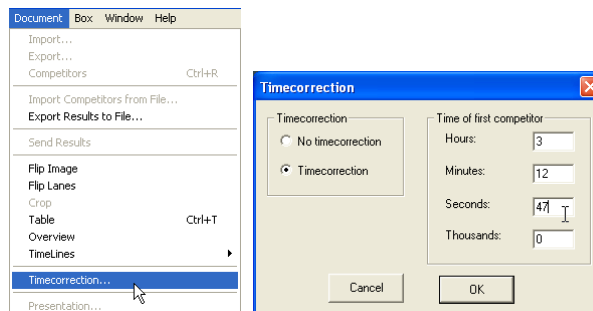 Document Box Window Help
Import...
Export...
Competitors Ctrl+R
Import Competitors from File...
Export Results to File...
Send Results
Flip Image
Flip Lanes
Crop
Table Ctrl+T
Overview
TimeLines
Timecorrection...
Presentation...
Timecorrection
Timecorrection
No timecorrection
Timecorrection
Time of first competitor
Hours: 3
Minutes: 12
Seconds: 47
Thousands: 0
Cancel OK